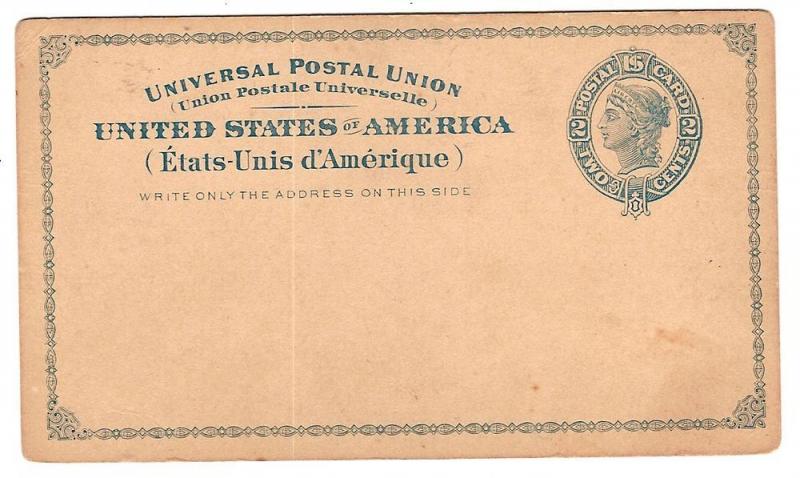 UNIVERSAL POSTAL UNION
(Union Postale Universelle)
UNITED STATES OF AMERICA
(États-Unis d'Amérique)
WRITE ONLY THE ADDRESS ON THIS SIDE
POSTAL CARD
2 2
TWO CENTS